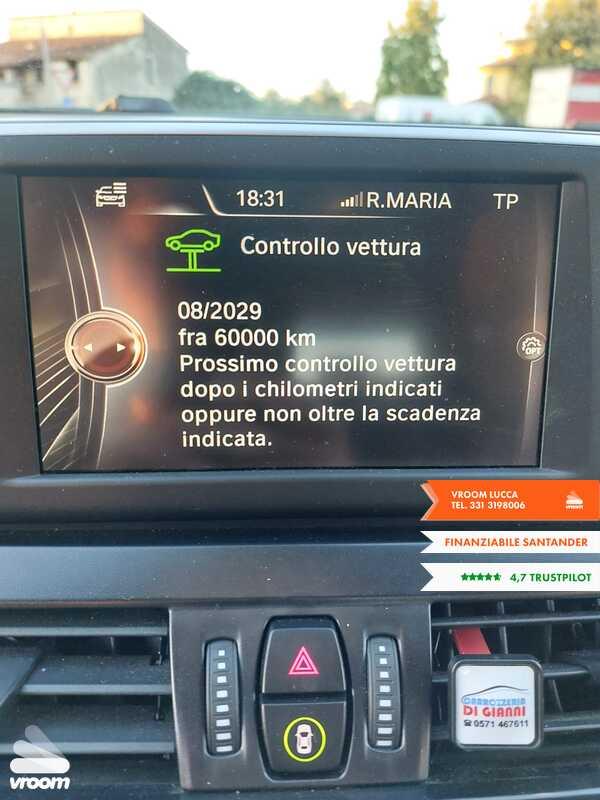 18:31
R.MARIA
TP
Controllo vettura
08/2029
fra 60000 km
Prossimo controllo vettura
dopo i chilometri indicati
oppure non oltre la scadenza
indicata.
OPT
VROOM LUCCA
TEL. 331 3198006
vroom
FINANZIABILE SANTANDER
4,7 TRUSTPILOT
CARROZZERIA
DI GIANNI
0571 467611
vroom